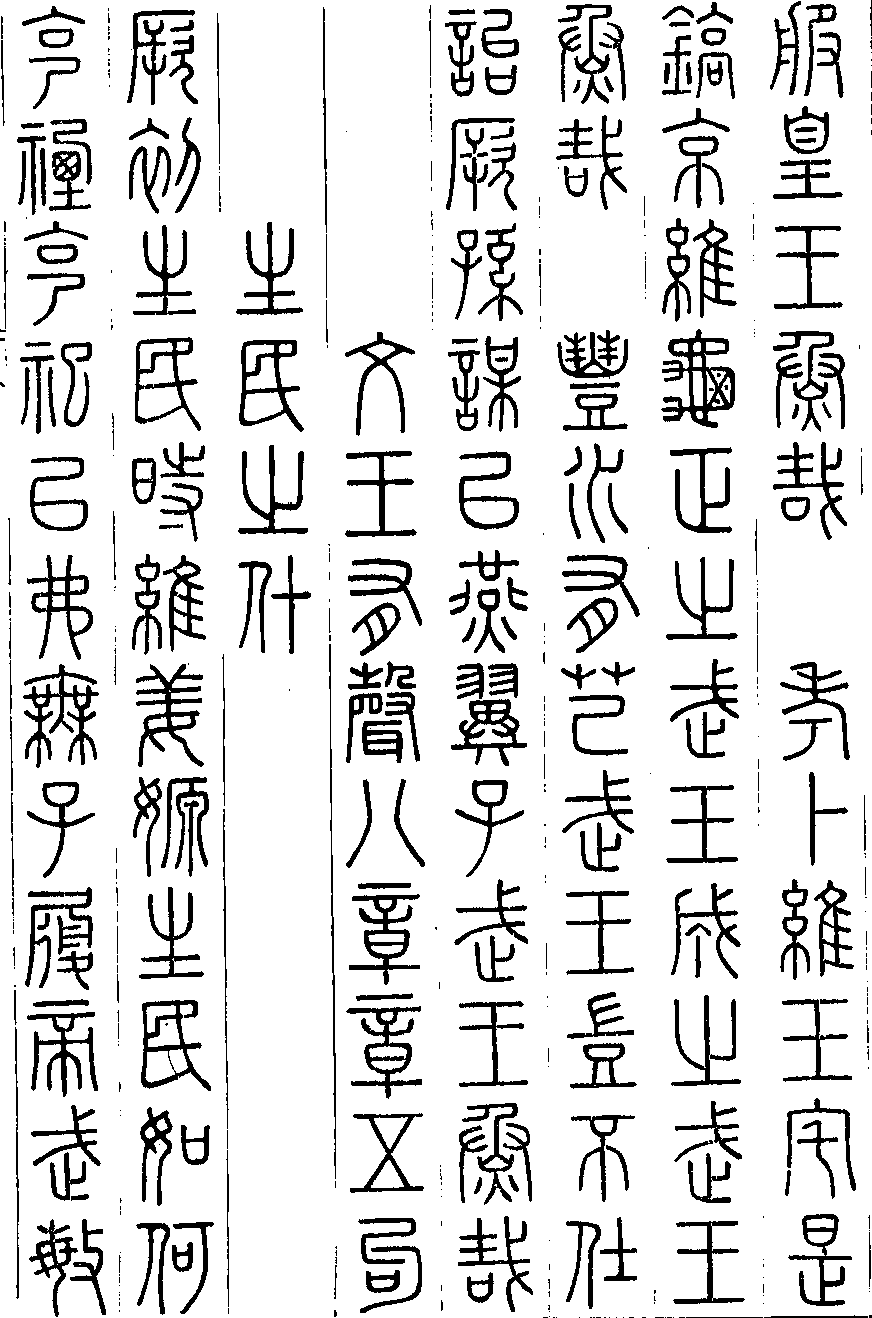 服皇王烝哉　考卜維王宅是
鎬京維龜正之武王成之武王
烝哉　豐水有芑武王豈不仕
詒厥孫謀以燕翼子武王烝哉
文王有聲八章章五句
生民之什
厥初生民時維姜嫄生民如何
克禋克祀以弗無子履帝武敏